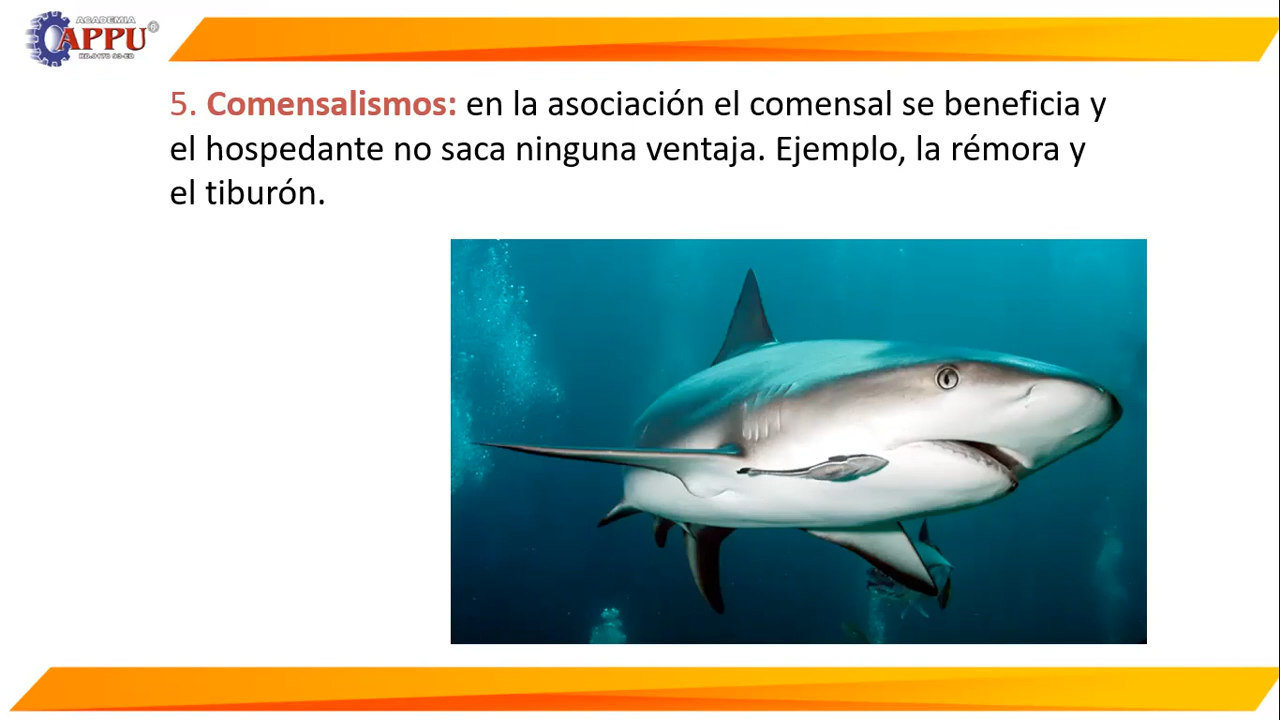 ACADEMIA
APPU®
5. Comensalismos: en la asociación el comensal se beneficia y
el hospedante no saca ninguna ventaja. Ejemplo, la rémora y
el tiburón.